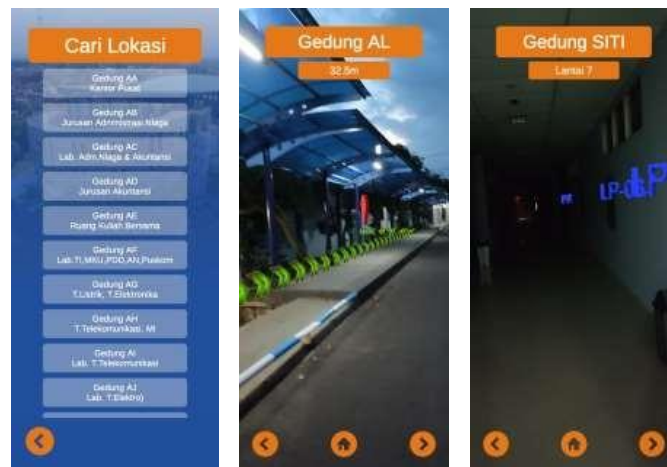 Cari Lokasi
Gedung AA
Kantor Pusat
Gedung AB
Jurusan Administrasi Niaga
Gedung AC
Lab. Adm.Niaga & Akuntansi
Gedung AD
Jurusan Akuntansi
Gedung AE
Ruang Kuliah Bersama
Gedung AF
Lab.TI,MKU,PDD,AN,Puskom
Gedung AG
T.Listrik, T.Elektronika
Gedung AH
T.Telekomunikasi, MI
Gedung AI
Lab. T.Telekomunikasi
Gedung AJ
Lab. T.Elektro)
Gedung AL
32.5m
Gedung SITI
Lantai 7